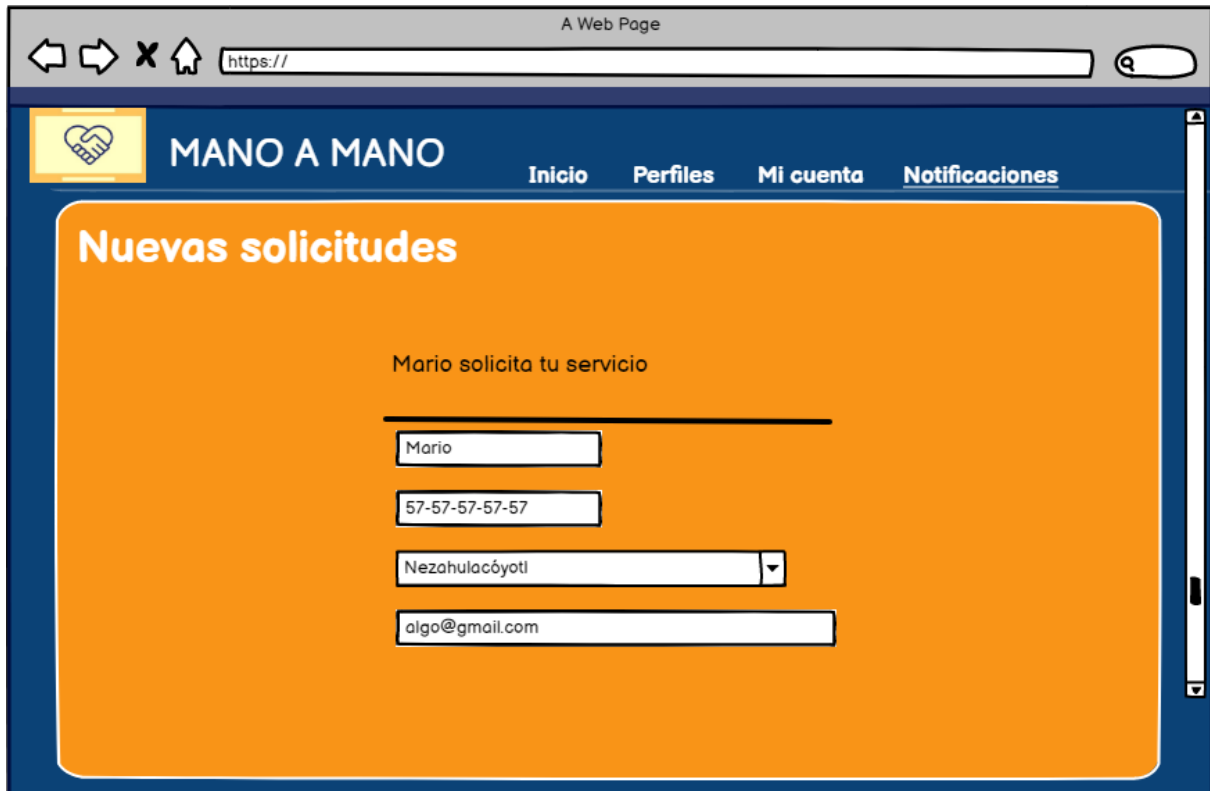 A Web Page
https://
MANO A MANO
Inicio Perfiles Mi cuenta Notificaciones
Nuevas solicitudes
Mario solicita tu servicio
Mario
57-57-57-57-57
Nezahulacóyotl
algo@gmail.com